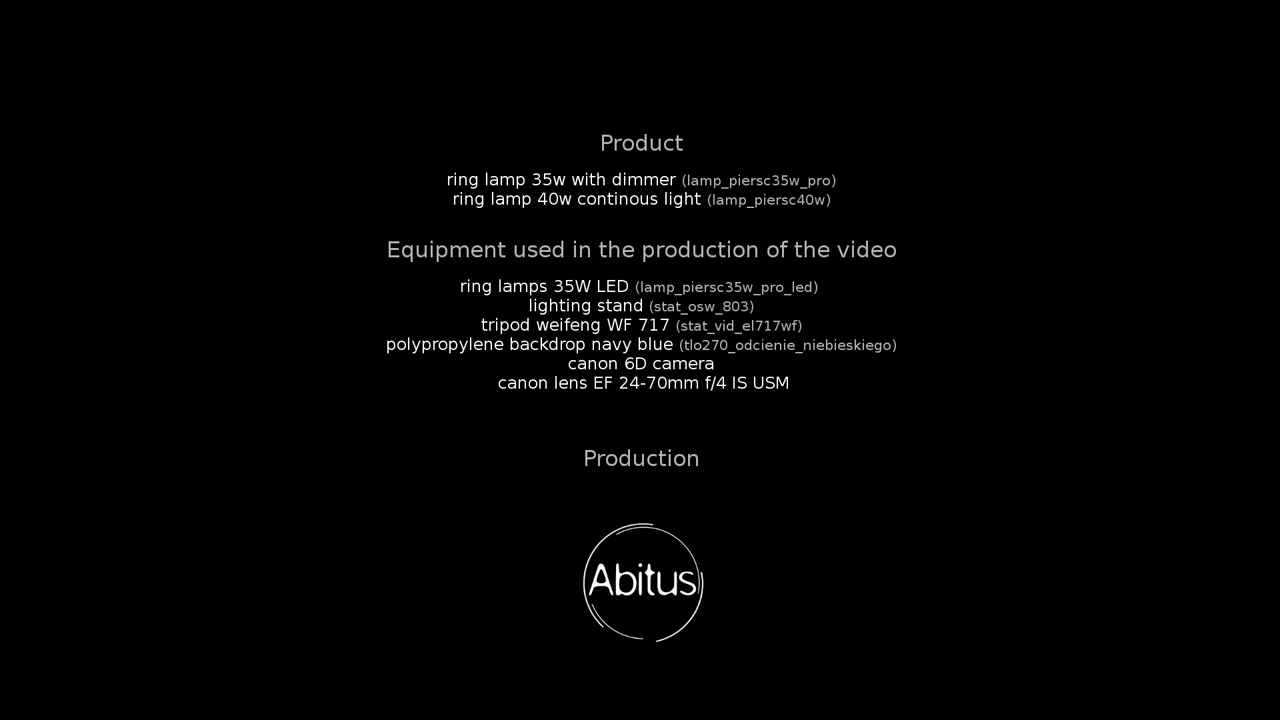 Product
ring lamp 35w with dimmer (lamp_piersc35w_pro)
ring lamp 40w continous light (lamp_piersc40w)
Equipment used in the production of the video
ring lamps 35W LED (lamp_piersc35w_pro_led)
lighting stand (stat_osw_803)
tripod weifeng WF 717 (stat_vid_el717wf)
polypropylene backdrop navy blue (tlo270_odcienie_niebieskiego)
canon 6D camera
canon lens EF 24-70mm f/4 IS USM
Production
Abitus